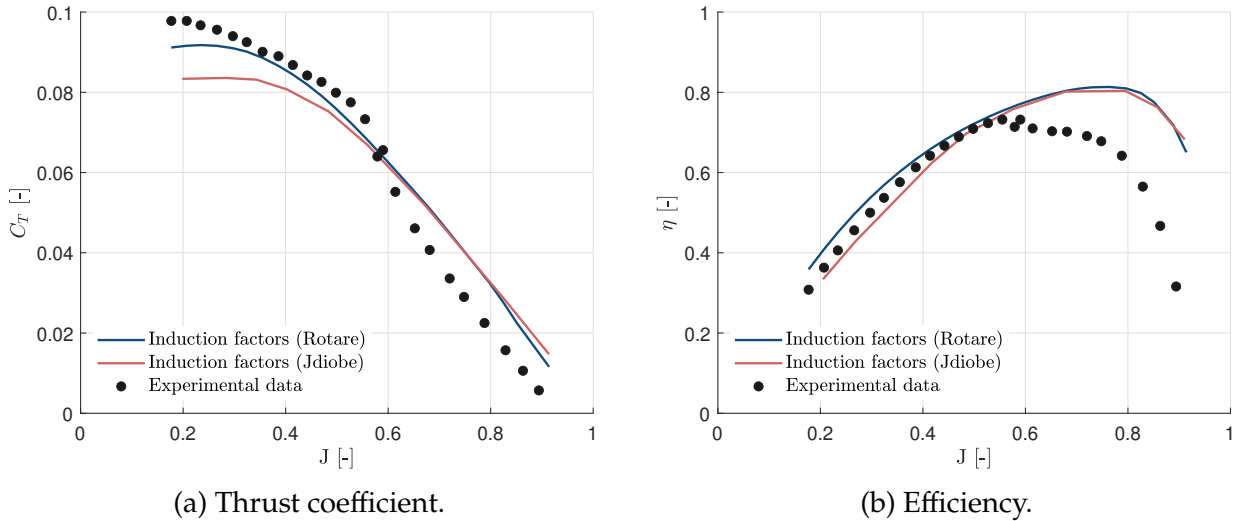 0.1
0.08
0.06
0.04
0.02
0
C_T [-]
Induction factors (Rotare)
Induction factors (Jdiobe)
Experimental data
0 0.2 0.4 0.6 0.8 1
J [-]
(a) Thrust coefficient.
1
0.8
0.6
0.4
0.2
0
η [-]
Induction factors (Rotare)
Induction factors (Jdiobe)
Experimental data
0 0.2 0.4 0.6 0.8 1
J [-]
(b) Efficiency.